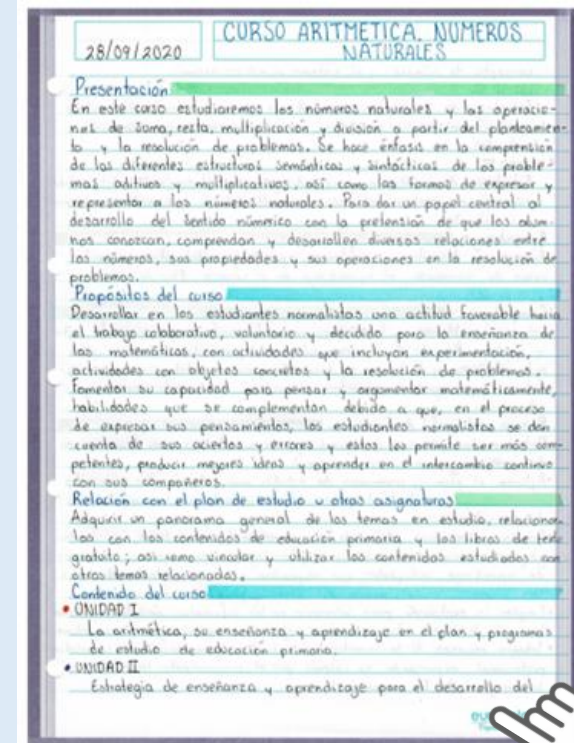 28/09/2020
CURSO ARITMETICA. NUMEROS
NATURALES
Presentación
En este curso estudiaremos los números naturales y las operacio-
nes de suma, resta, multiplicación y división a partir del planteamien-
to y la resolución de problemas. Se hace énfasis en la comprensión
de las diferentes estructuras semánticas y sintácticas de los proble-
mas aditivos y multiplicativos, así como las formas de expresar y
representar a los números naturales. Para dar un papel central al
desarrollo del sentido númerico con la pretensión de que los alum-
nos conozcan, comprendan y desarrollen diversas relaciones entre
los números, sus propiedades y sus operaciones en la resolución de
problemas.
Propósitos del curso
Desarrollar en los estudiantes normalistas una actitud favorable hacia
el trabajo colaborativo, voluntario y decidido para la enseñanza de
las matemáticas, con actividades que incluyan experimentación,
actividades con objetos concretos y la resolución de problemas.
Fomentar su capacidad para pensar y argumentar matemáticamente,
habilidades que se complementan debido a que, en el proceso
de expresar sus pensamientos, los estudiantes normalistas se dan
cuenta de sus aciertos y errores y estos les permite ser más com-
petentes, producir mejores ideas y aprender en el intercambio continuo
con sus compañeros.
Relación con el plan de estudio u otras asignaturas
Adquirir un panorama general de los temas en estudio, relacionar
los con los contenidos de educación primaria y los libros de texto
gratuito; así como vincular y utilizar los contenidos estudiados con
otros temas relacionados.
Contenido del curso
• UNIDAD I
La aritmética, su enseñanza y aprendizaje en el plan y programas
de estudio de educación primaria.
• UNIDAD II
Estrategia de enseñanza y aprendizaje para el desarrollo del